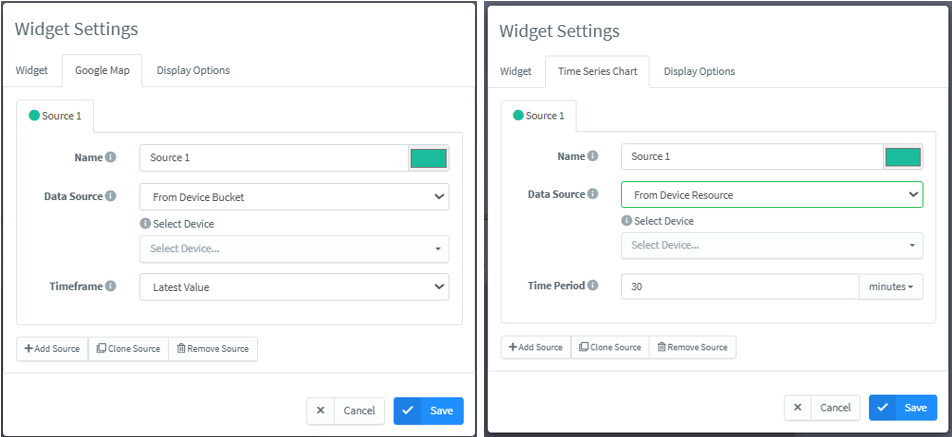 Widget Settings
Widget Google Map Display Options
Source 1
Name Source 1
Data Source From Device Bucket
Select Device
Select Device...
Timeframe Latest Value
Add Source Clone Source Remove Source
Cancel Save
Widget Settings
Widget Time Series Chart Display Options
Source 1
Name Source 1
Data Source From Device Resource
Select Device
Select Device...
Time Period 30 minutes
Add Source Clone Source Remove Source
Cancel Save